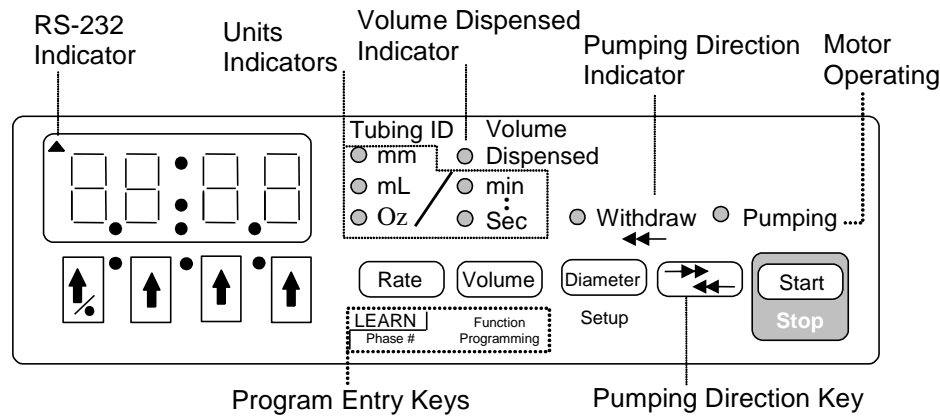 RS-232
Indicator
Units
Indicators
Volume Dispensed
Indicator
Pumping Direction
Indicator
Motor
Operating
Tubing ID
Volume
Dispensed
mm
mL
min
Oz
Sec
Withdraw
Pumping
Rate
Volume
Diameter
Start
LEARN
Phase #
Function
Programming
Setup
Stop
Program Entry Keys
Pumping Direction Key